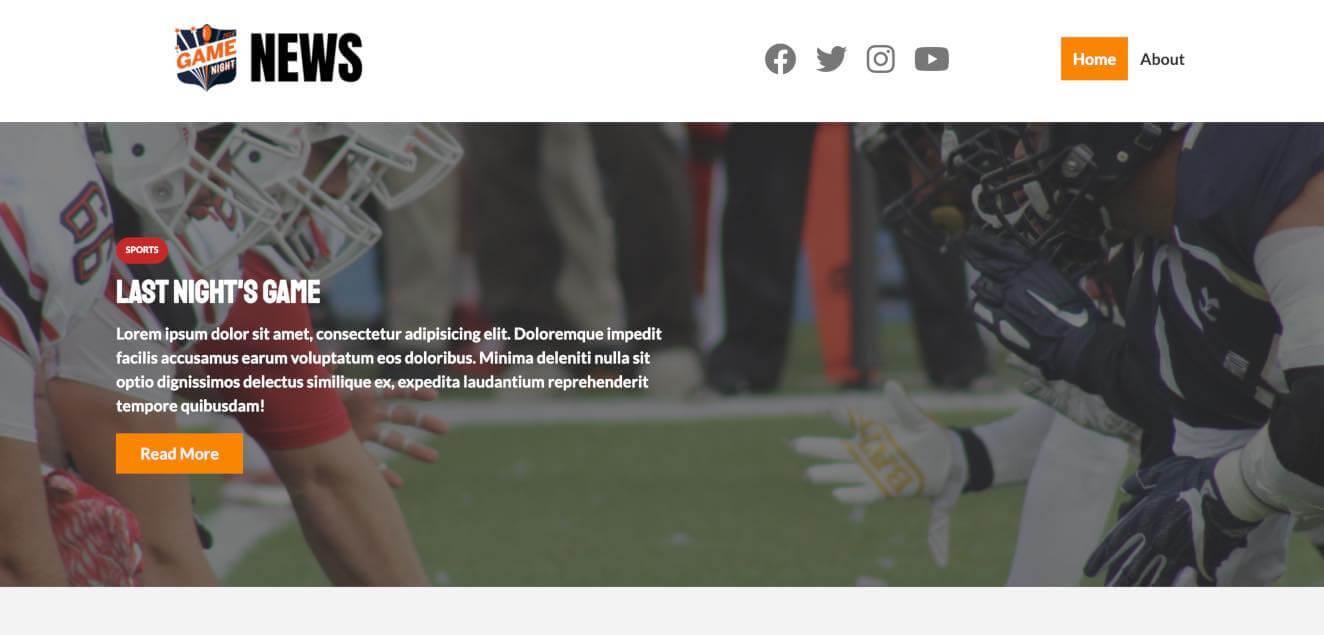 GAME
NIGHT
NEWS
Home
About
SPORTS
LAST NIGHT'S GAME
Lorem ipsum dolor sit amet, consectetur adipisicing elit. Doloremque impedit
facilis accusamus earum voluptatum eos doloribus. Minima deleniti nulla sit
optio dignissimos delectus similique ex, expedita laudantium reprehenderit
tempore quibusdam!
Read More